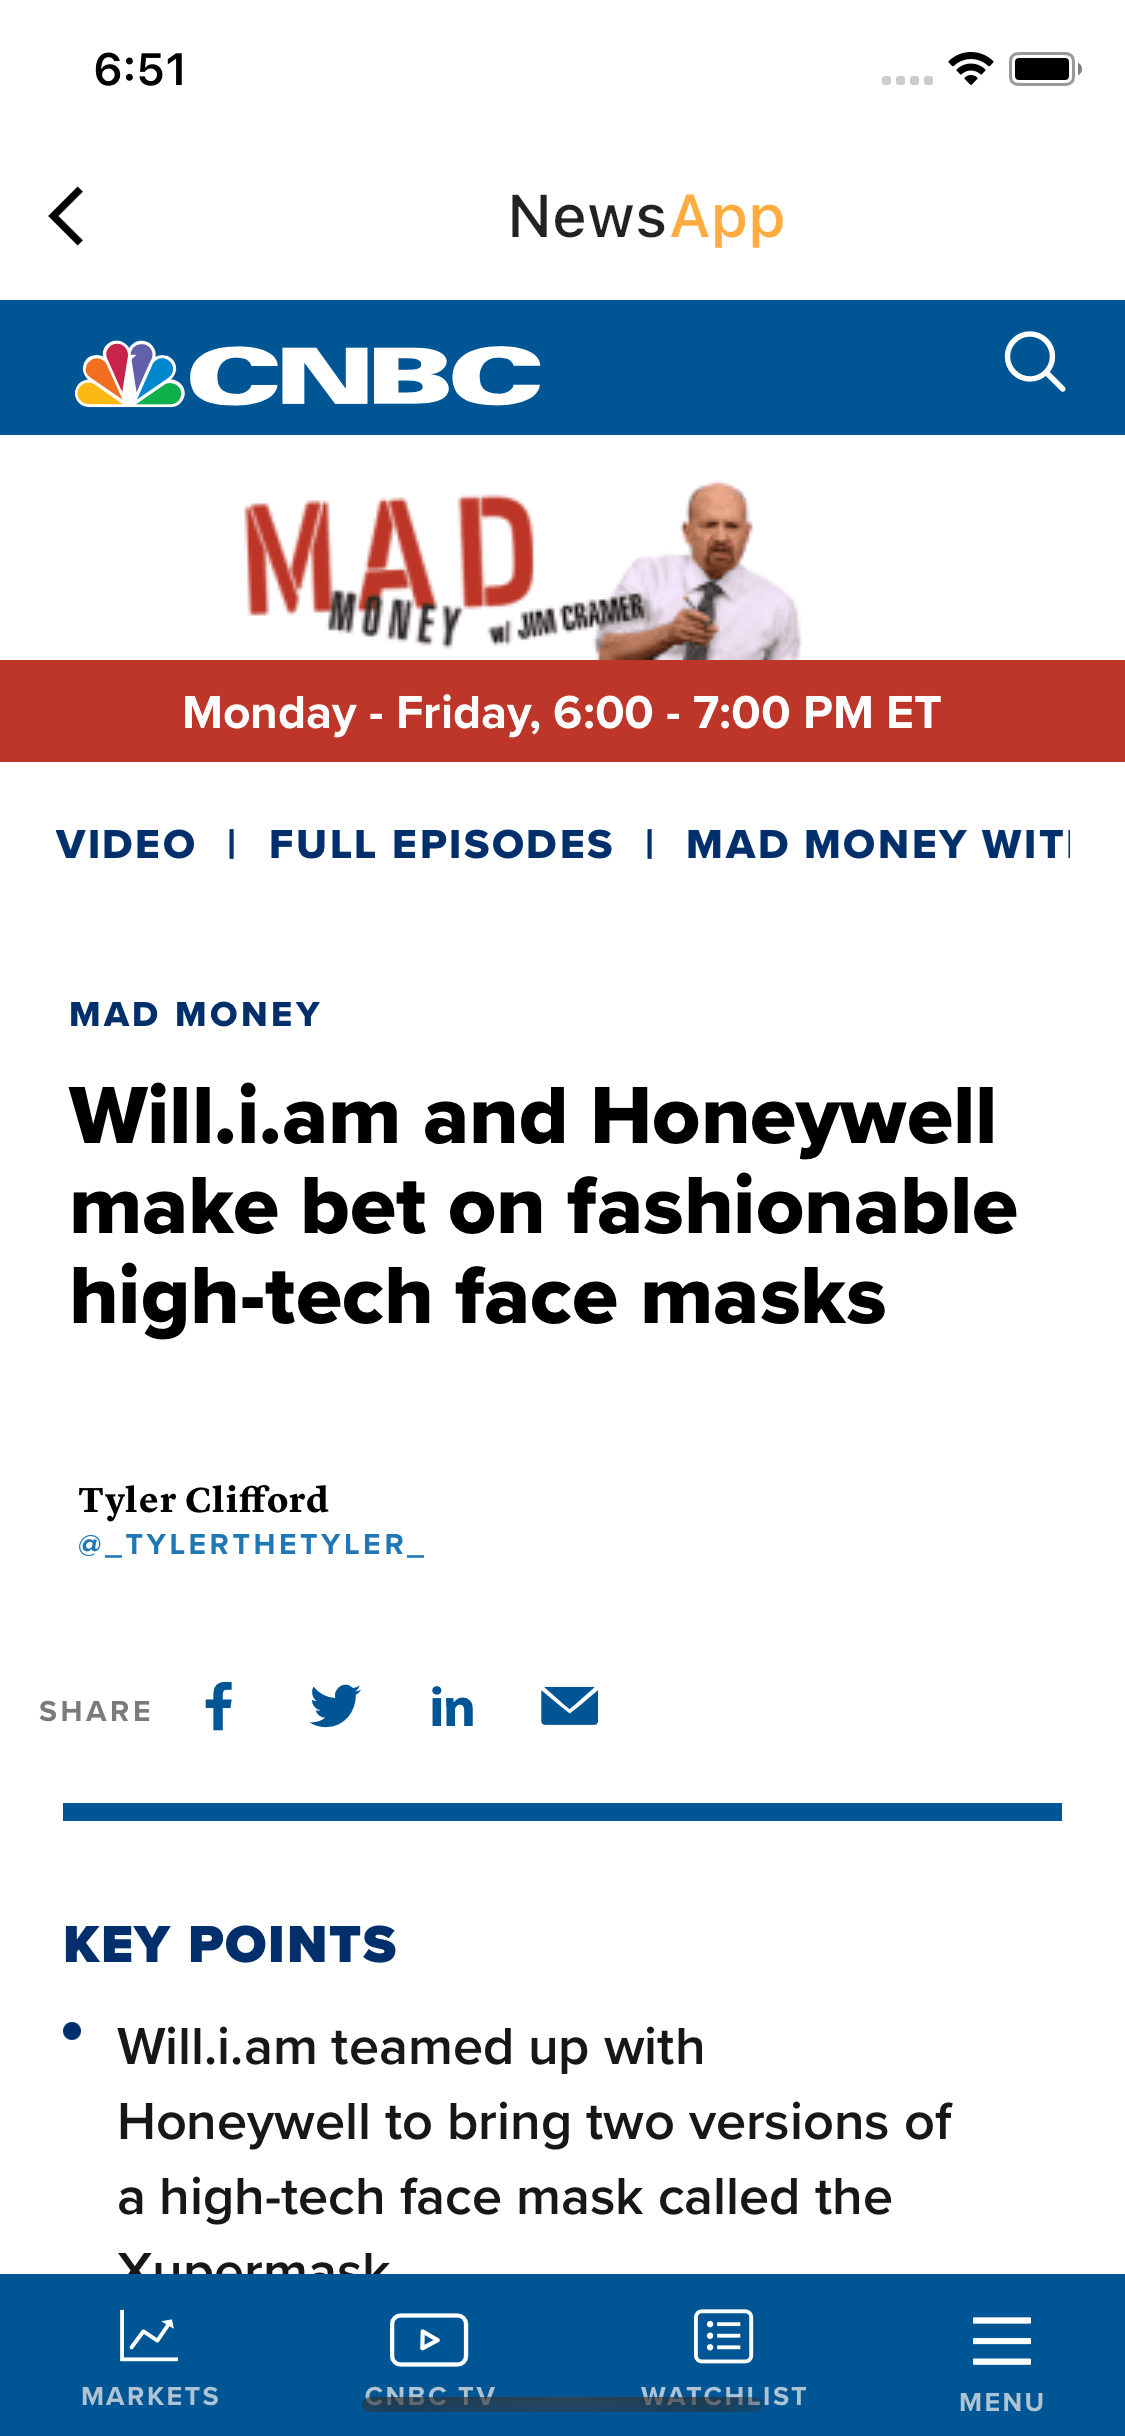 6:51
NewsApp
CNBC
MAD
MONEY w/ JIM CRAMER
Monday - Friday, 6:00 - 7:00 PM ET
VIDEO | FULL EPISODES | MAD MONEY WIT
MAD MONEY
Will.i.am and Honeywell
make bet on fashionable
high-tech face masks
Tyler Clifford
@_TYLERTHETYLER_
SHARE
KEY POINTS
Will.i.am teamed up with
Honeywell to bring two versions of
a high-tech face mask called the
Xupermask
MARKETS
CNBC TV
WATCHLIST
MENU